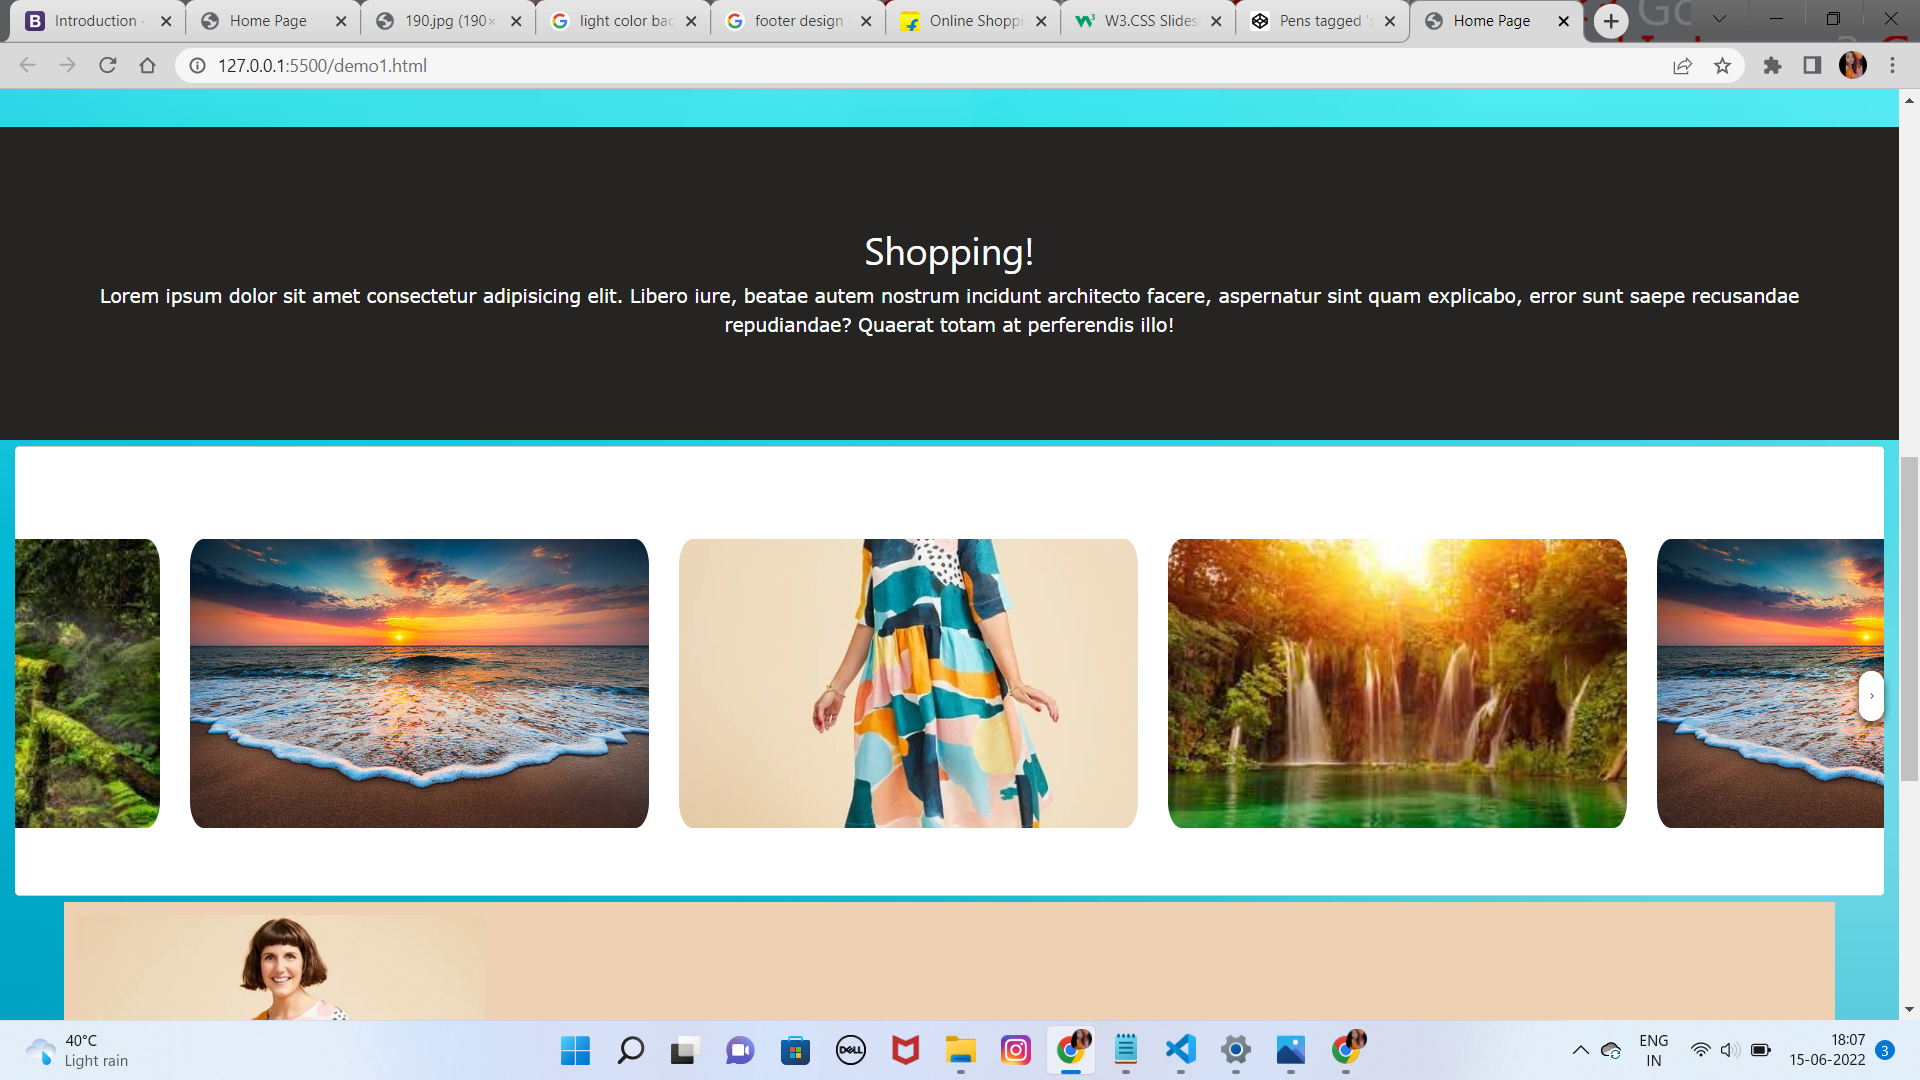 Introduction ·
Home Page
190.jpg (190×
light color bac
footer design
Online Shoppi
W3.CSS Slides
Pens tagged 's
Home Page
127.0.0.1:5500/demo1.html
Shopping!
Lorem ipsum dolor sit amet consectetur adipisicing elit. Libero iure, beatae autem nostrum incidunt architecto facere, aspernatur sint quam explicabo, error sunt saepe recusandae
repudiandae? Quaerat totam at perferendis illo!
40°C
Light rain
DELL
ENG
IN
18:07
15-06-2022
3